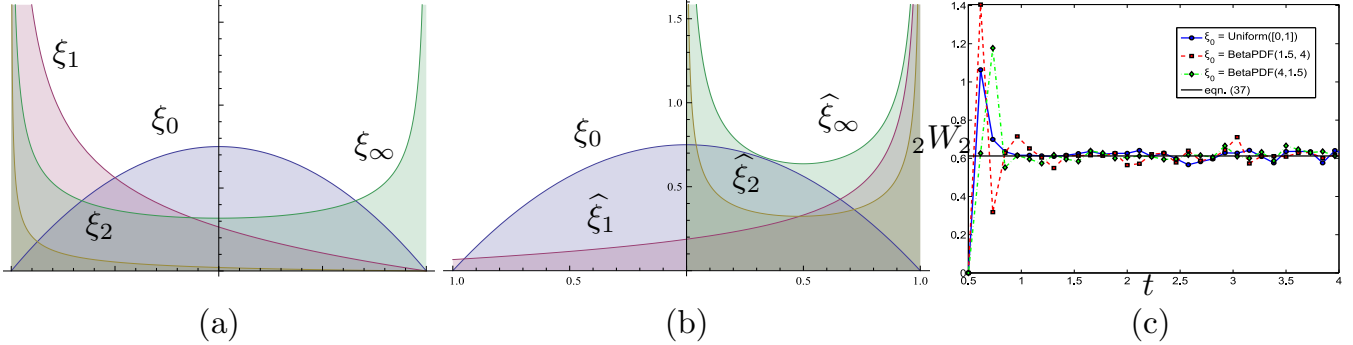 ξ₁
ξ₀
ξ∞
ξ₂
(a)
1.5
1.0
0.5
ξ₀
ξ̂∞
ξ̂₂
ξ̂₁
1.0
0.5
0.5
1.0
(b)
1.4
1.2
1
0.8
0.6
0.4
0.2
0
₂W₂
ξ₀ = Uniform([0,1])
ξ₀ = BetaPDF(1.5, 4)
ξ₀ = BetaPDF(4,1.5)
eqn. (37)
0.5 1 1.5 2 2.5 3 3.5 4
t
(c)